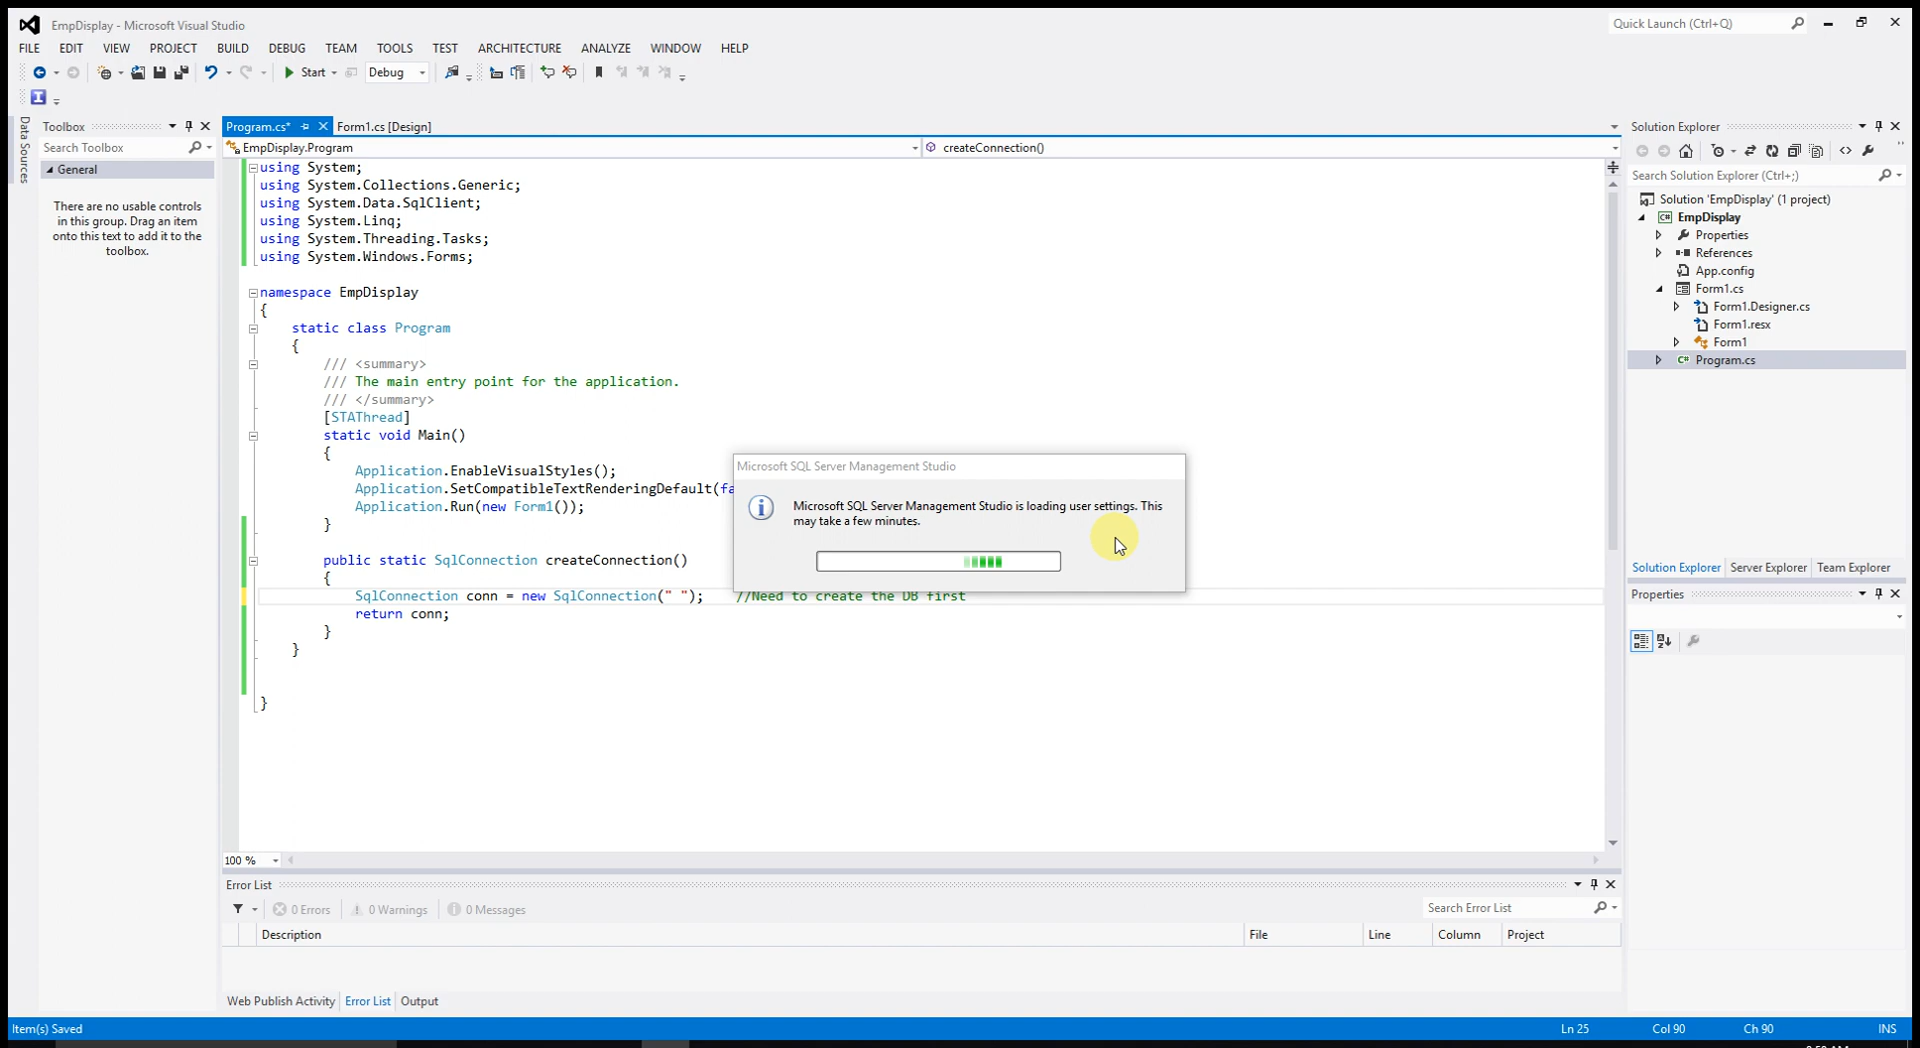 EmpDisplay - Microsoft Visual Studio
Quick Launch (Ctrl+Q)
FILE EDIT VIEW PROJECT BUILD DEBUG TEAM TOOLS TEST ARCHITECTURE ANALYZE WINDOW HELP
Start Debug
Data Sources
Toolbox
Search Toolbox
General
There are no usable controls
in this group. Drag an item
onto this text to add it to the
toolbox.
Program.cs* Form1.cs [Design]
EmpDisplay.Program createConnection()
using System;
using System.Collections.Generic;
using System.Data.SqlClient;
using System.Linq;
using System.Threading.Tasks;
using System.Windows.Forms;
namespace EmpDisplay
{
static class Program
{
/// <summary>
/// The main entry point for the application.
/// </summary>
[STAThread]
static void Main()
{
Application.EnableVisualStyles();
Application.SetCompatibleTextRenderingDefault(fa
Application.Run(new Form1());
}
public static SqlConnection createConnection()
{
SqlConnection conn = new SqlConnection(" "); //Need to create the DB first
return conn;
}
}
}
Microsoft SQL Server Management Studio
Microsoft SQL Server Management Studio is loading user settings. This
may take a few minutes.
100 %
Error List
0 Errors 0 Warnings 0 Messages
Search Error List
Description File Line Column Project
Web Publish Activity Error List Output
Solution Explorer
Search Solution Explorer (Ctrl+;)
Solution 'EmpDisplay' (1 project)
C# EmpDisplay
Properties
References
App.config
Form1.cs
Form1.Designer.cs
Form1.resx
Form1
C# Program.cs
Solution Explorer Server Explorer Team Explorer
Properties
Item(s) Saved Ln 25 Col 90 Ch 90 INS